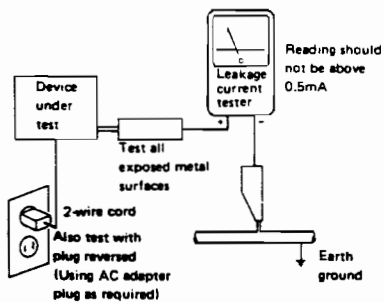 Device
under
test
Leakage
current
tester
+
-
Reading should
not be above
0.5mA
Test all
exposed metal
surfaces
2-wire cord
Also test with
plug reversed
(Using AC adapter
plug as required)
Earth
ground